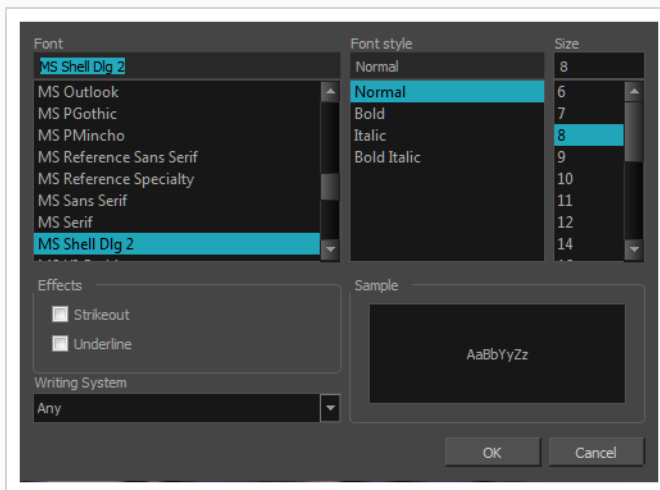 Font
MS Shell Dlg 2
MS Outlook
MS PGothic
MS PMincho
MS Reference Sans Serif
MS Reference Specialty
MS Sans Serif
MS Serif
MS Shell Dlg 2
Font style
Normal
Normal
Bold
Italic
Bold Italic
Size
8
6
7
8
9
10
11
12
14
Effects
Strikeout
Underline
Writing System
Any
Sample
AaBbYyZz
OK
Cancel